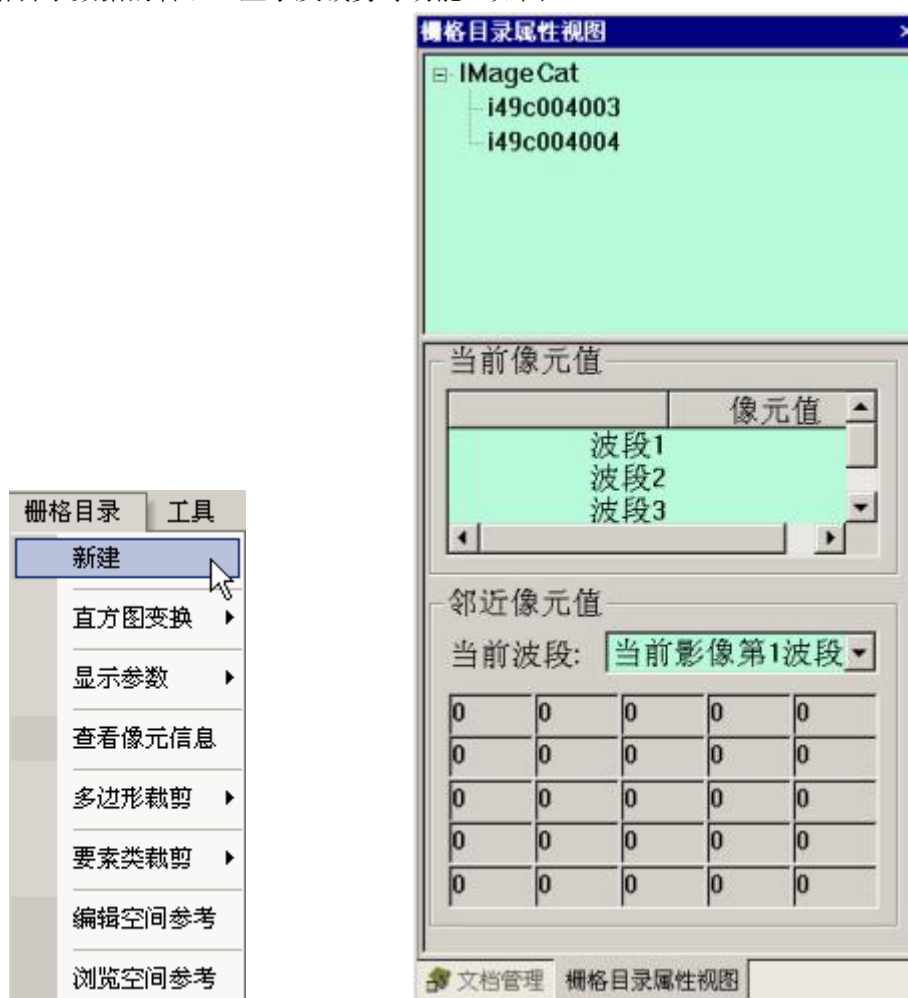 栅格目录属性视图 ×
IMageCat
i49c004003
i49c004004
当前像元值
像元值
波段1
波段2
波段3
邻近像元值
当前波段: 当前影像第1波段
0 0 0 0 0
0 0 0 0 0
0 0 0 0 0
0 0 0 0 0
0 0 0 0 0
文档管理 栅格目录属性视图
栅格目录 工具
新建
直方图变换
显示参数
查看像元信息
多边形裁剪
要素类裁剪
编辑空间参考
浏览空间参考